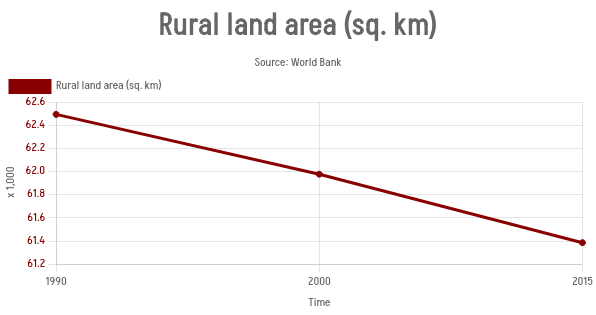 Rural land area (sq. km)
Source: World Bank
Rural land area (sq. km)
62.6
62.4
62.2
62.0
61.8
61.6
61.4
61.2
x 1,000
1990
2000
2015
Time